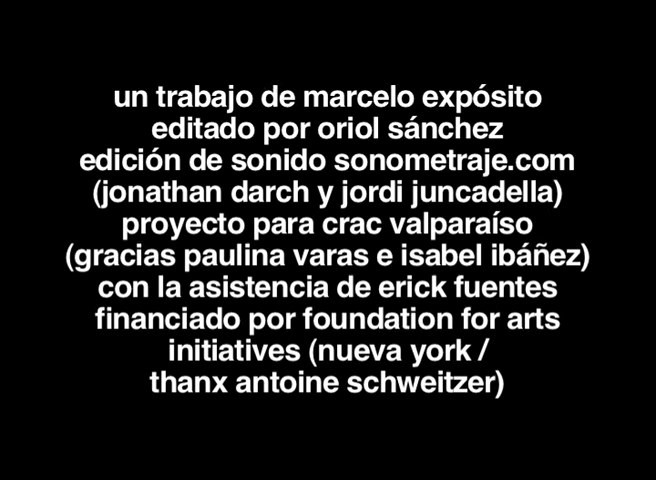 un trabajo de marcelo expósito
editado por oriol sánchez
edición de sonido sonometraje.com
(jonathan darch y jordi juncadella)
proyecto para crac valparaíso
(gracias paulina varas e isabel ibáñez)
con la asistencia de erick fuentes
financiado por foundation for arts
initiatives (nueva york /
thanx antoine schweitzer)